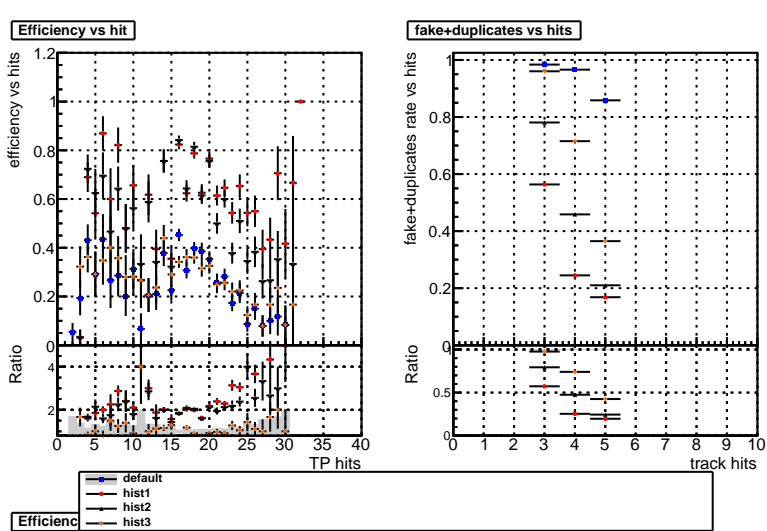 Efficiency vs hit
fake+duplicates vs hits
efficiency vs hits
1.2
1
0.8
0.6
0.4
0.2
0
Ratio
4
2
0 5 10 15 20 25 30 35 40
TP hits
fake+duplicates rate vs hits
1
0.8
0.6
0.4
0.2
0
Ratio
0.5
0 1 2 3 4 5 6 7 8 9 10
track hits
default
hist1
hist2
hist3
Efficienc